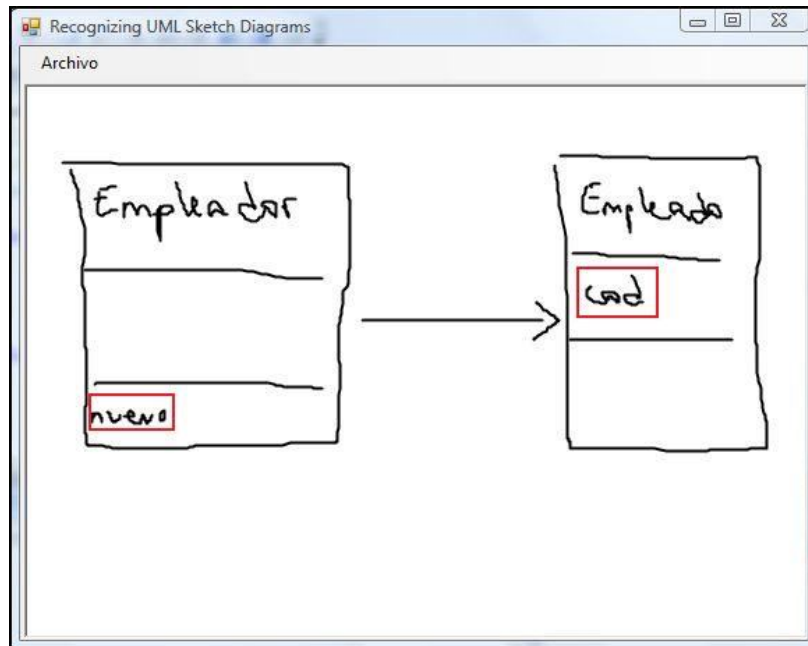 Recognizing UML Sketch Diagrams
Archivo
Empleador
nuevo
Empleado
cod